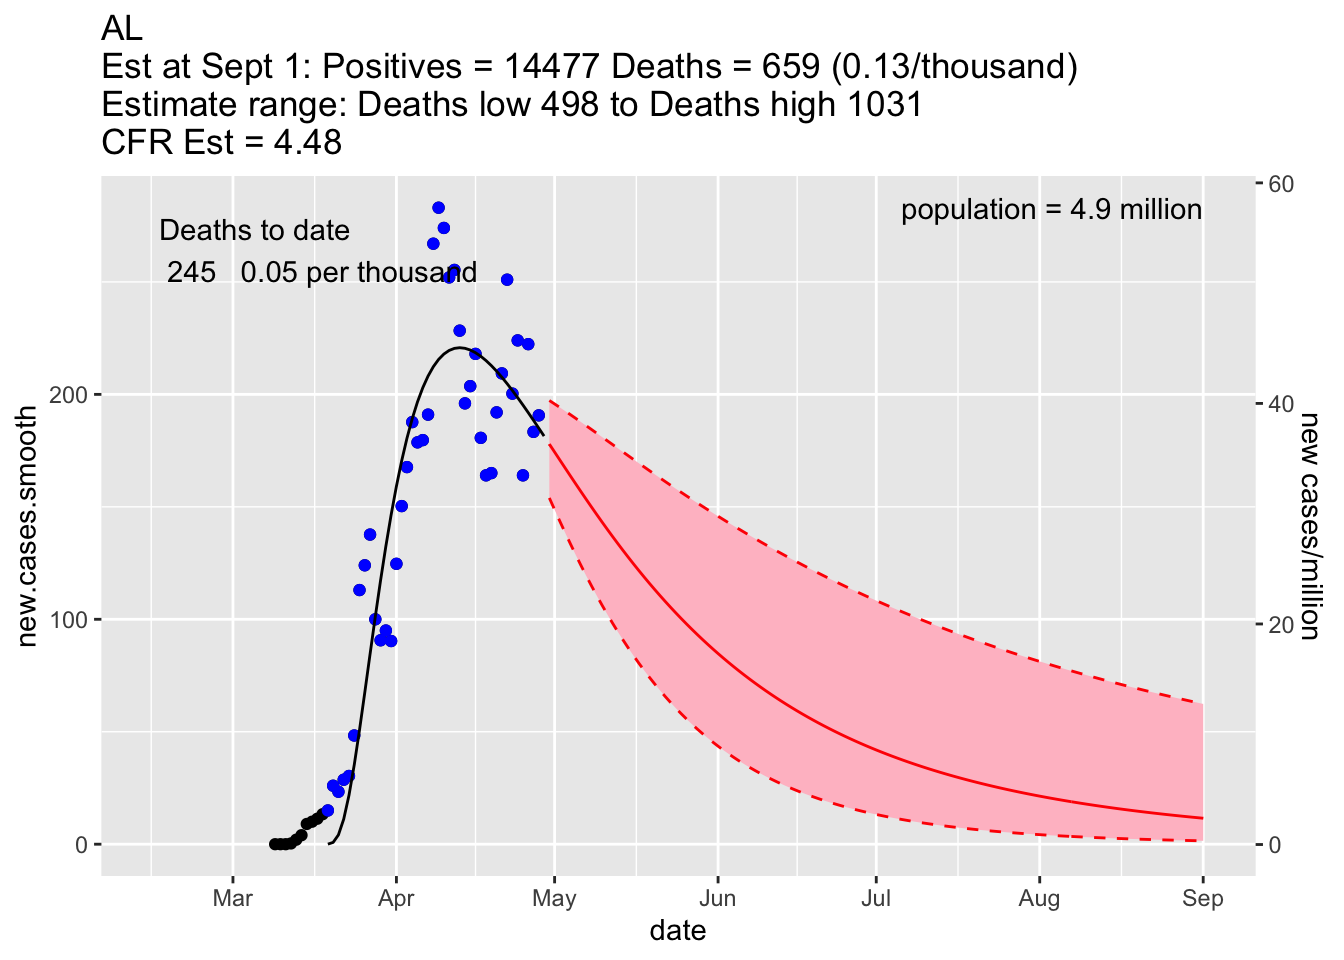 AL
Est at Sept 1: Positives = 14477 Deaths = 659 (0.13/thousand)
Estimate range: Deaths low 498 to Deaths high 1031
CFR Est = 4.48
Deaths to date
245 0.05 per thousand
population = 4.9 million
new.cases.smooth
200
100
0
60
40
20
0
new cases/million
Mar Apr May Jun Jul Aug Sep
date